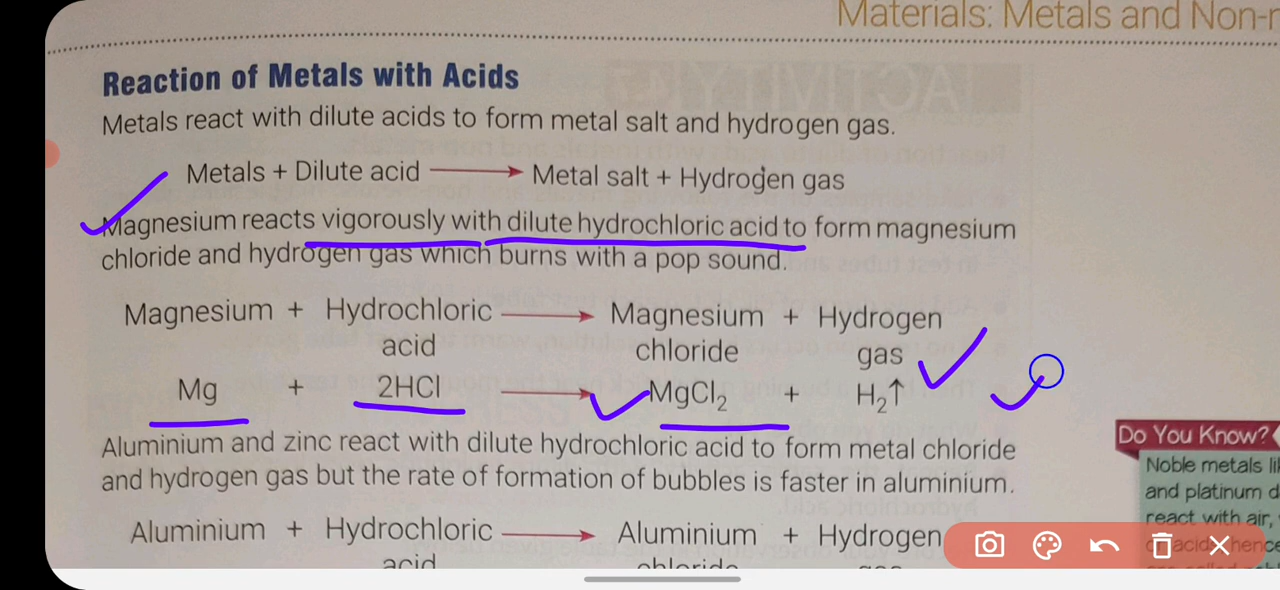 Materials: Metals and Non-
Reaction of Metals with Acids
Metals react with dilute acids to form metal salt and hydrogen gas.
Metals + Dilute acid ⟶ Metal salt + Hydrogen gas
Magnesium reacts vigorously with dilute hydrochloric acid to form magnesium
chloride and hydrogen gas which burns with a pop sound.
Magnesium + Hydrochloric ⟶ Magnesium + Hydrogen
acid chloride gas
Mg + 2HCl ⟶ MgCl₂ + H₂↑
Aluminium and zinc react with dilute hydrochloric acid to form metal chloride
and hydrogen gas but the rate of formation of bubbles is faster in aluminium.
Aluminium + Hydrochloric ⟶ Aluminium + Hydrogen
acid chloride gas
Do You Know?
Noble metals
and platinum
react with air,